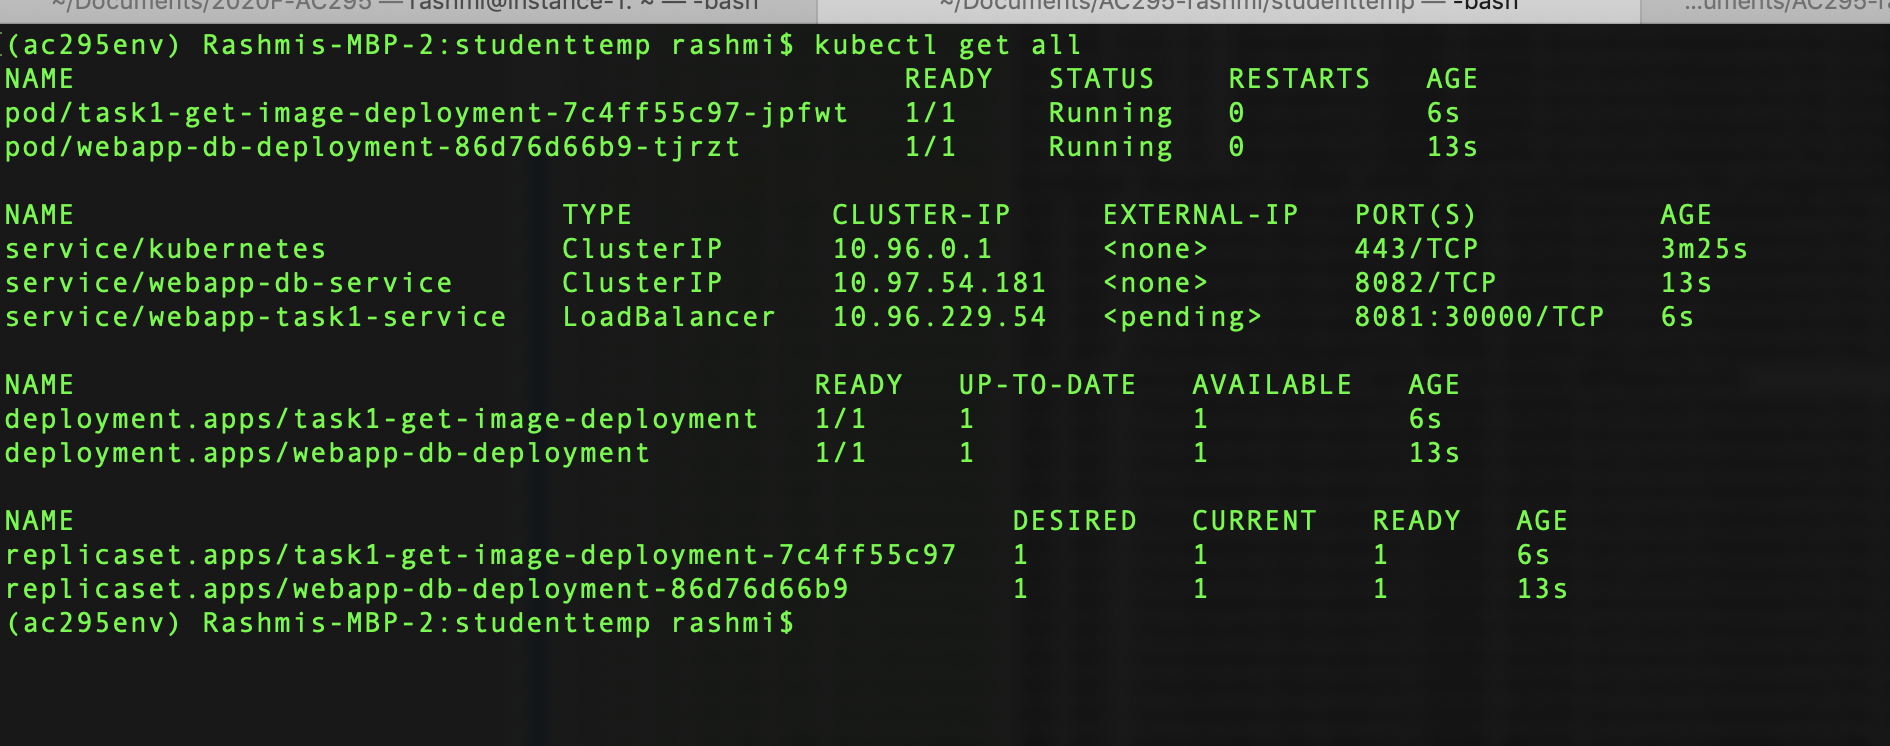 ~/Documents/2020F-AC295 — rashmi@instance-1: ~ — -bash ~/Documents/AC295-rashmi/studenttemp — -bash
(ac295env) Rashmis-MBP-2:studenttemp rashmi$ kubectl get all
NAME READY STATUS RESTARTS AGE
pod/task1-get-image-deployment-7c4ff55c97-jpfwt 1/1 Running 0 6s
pod/webapp-db-deployment-86d76d66b9-tjrzt 1/1 Running 0 13s
NAME TYPE CLUSTER-IP EXTERNAL-IP PORT(S) AGE
service/kubernetes ClusterIP 10.96.0.1 <none> 443/TCP 3m25s
service/webapp-db-service ClusterIP 10.97.54.181 <none> 8082/TCP 13s
service/webapp-task1-service LoadBalancer 10.96.229.54 <pending> 8081:30000/TCP 6s
NAME READY UP-TO-DATE AVAILABLE AGE
deployment.apps/task1-get-image-deployment 1/1 1 1 6s
deployment.apps/webapp-db-deployment 1/1 1 1 13s
NAME DESIRED CURRENT READY AGE
replicaset.apps/task1-get-image-deployment-7c4ff55c97 1 1 1 6s
replicaset.apps/webapp-db-deployment-86d76d66b9 1 1 1 13s
(ac295env) Rashmis-MBP-2:studenttemp rashmi$